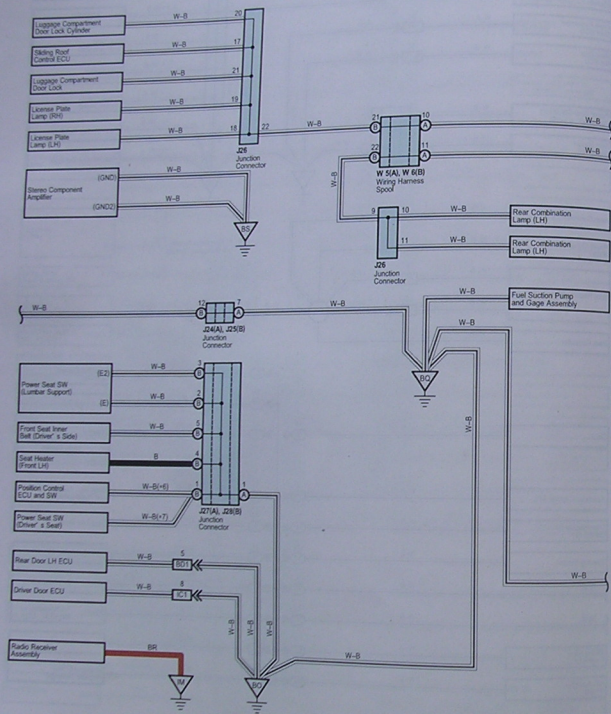 Luggage Compartment
Door Lock Cylinder
W-B
20
Sliding Roof
Control ECU
W-B
17
Luggage Compartment
Door Lock
W-B
21
License Plate
Lamp (RH)
W-B
19
License Plate
Lamp (LH)
W-B
18
22
W-B
J26
Junction
Connector
21
B
10
A
W-B
22
B
11
A
W-B
W 5(A), W 6(B)
Wiring Harness
Spool
W-B
Stereo Component
Amplifier
(GND)
W-B
(GND2)
W-B
BS
9
10
W-B
Rear Combination
Lamp (LH)
11
W-B
Rear Combination
Lamp (LH)
J26
Junction
Connector
W-B
12
B
7
A
W-B
J24(A), J25(B)
Junction
Connector
W-B
Fuel Suction Pump
and Gage Assembly
W-B
BQ
W-B
W-B
Power Seat SW
(Lumbar Support)
(E2)
W-B
3
B
(E)
W-B
2
B
Front Seat Inner
Belt (Driver's Side)
W-B
5
B
Seat Heater
(Front LH)
B
4
B
Position Control
ECU and SW
W-B(*6)
1
B
1
A
Power Seat SW
(Driver's Seat)
W-B(*7)
J27(A), J28(B)
Junction
Connector
Rear Door LH ECU
W-B
5
BD1
Driver Door ECU
W-B
8
IC1
W-B
W-B
W-B
Radio Receiver
Assembly
BR
IM
BO
W-B